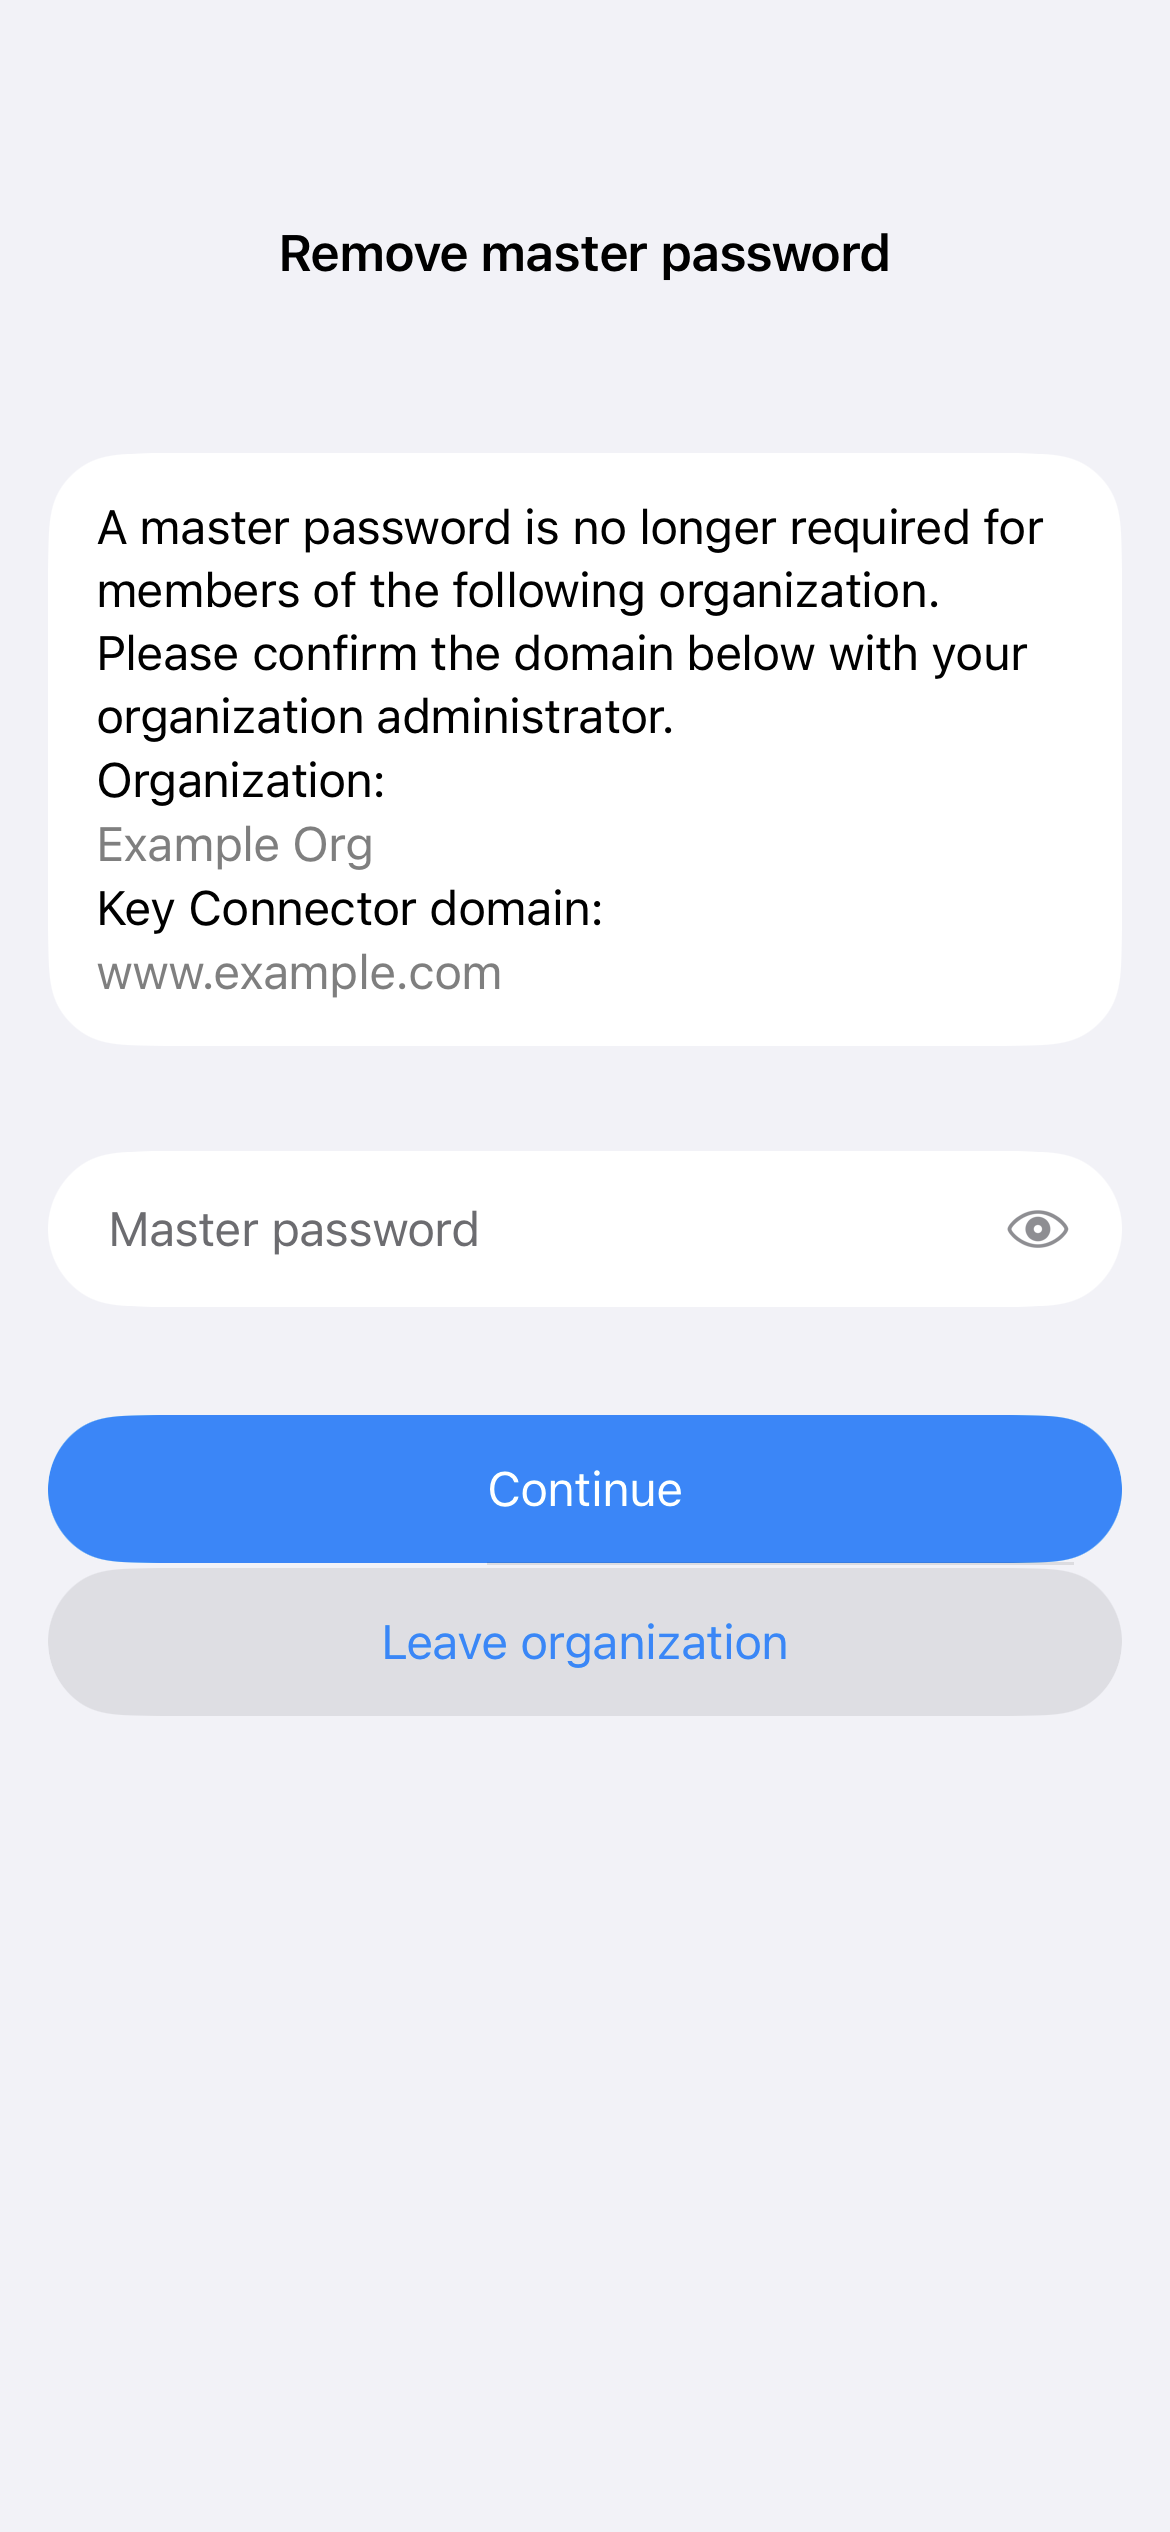 Remove master password
A master password is no longer required for
members of the following organization.
Please confirm the domain below with your
organization administrator.
Organization:
Example Org
Key Connector domain:
www.example.com
Master password
Continue
Leave organization